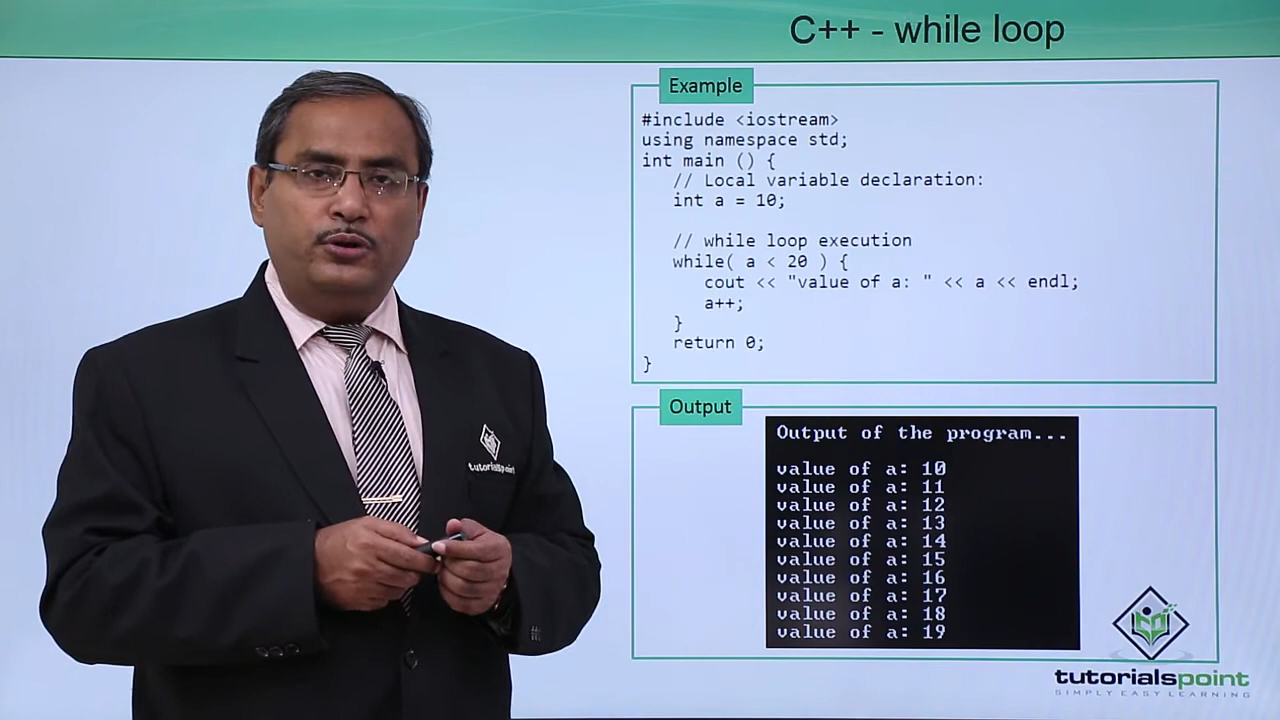 C++ - while loop
Example
#include <iostream>
using namespace std;
int main () {
   // Local variable declaration:
   int a = 10;

   // while loop execution
   while( a < 20 ) {
      cout << "value of a: " << a << endl;
      a++;
   }
   return 0;
}
Output
Output of the program...
value of a: 10
value of a: 11
value of a: 12
value of a: 13
value of a: 14
value of a: 15
value of a: 16
value of a: 17
value of a: 18
value of a: 19
tutorialspoint
tutorialspoint
SIMPLY EASY LEARNING